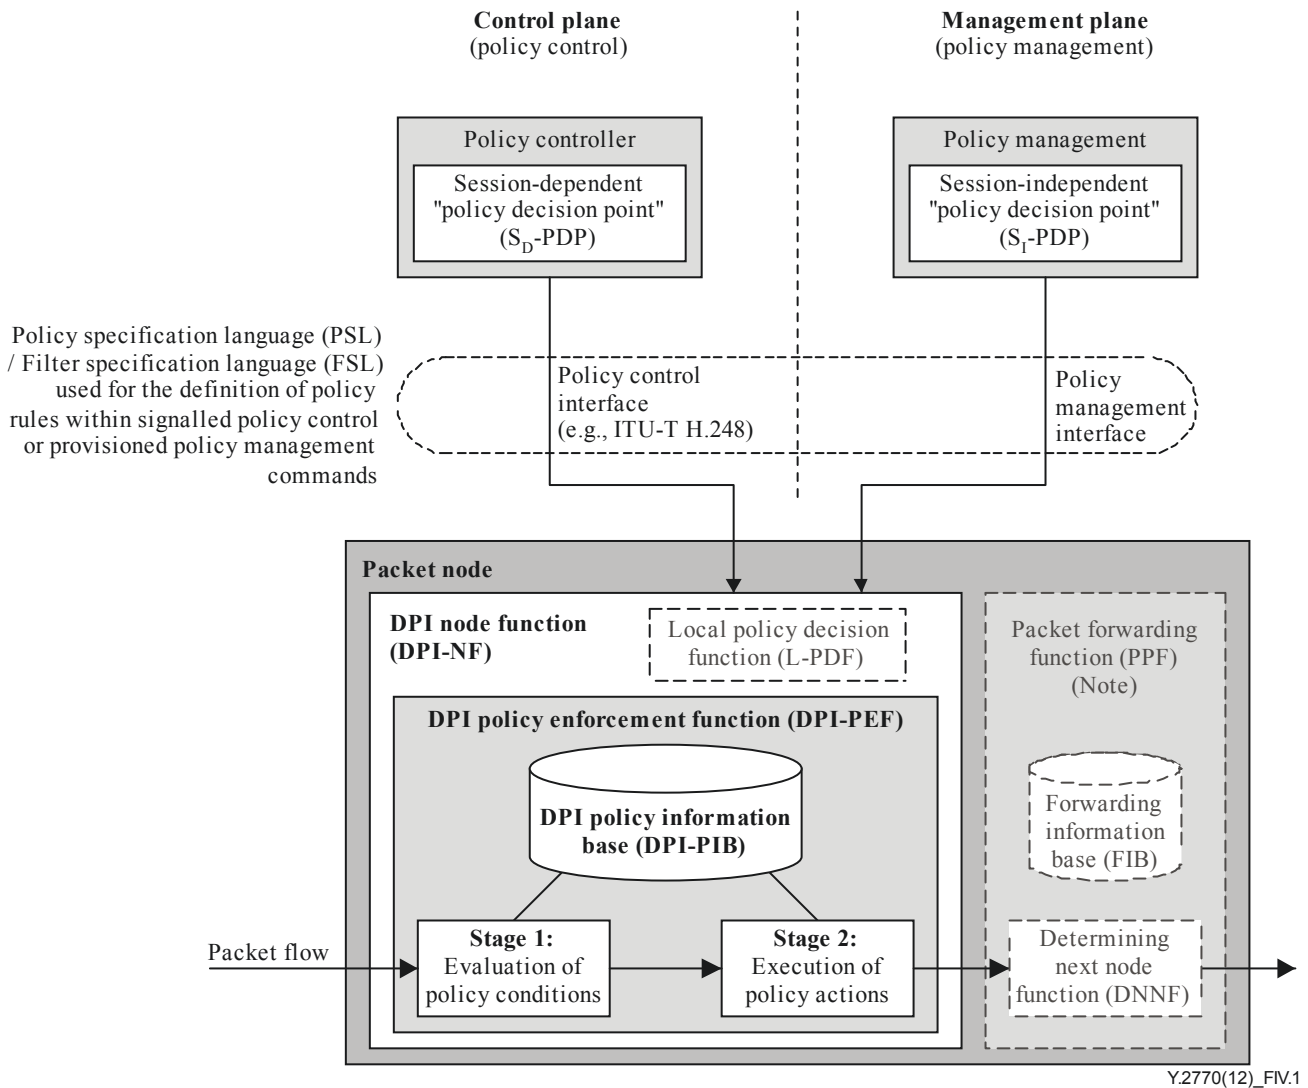 Control plane
(policy control)
Management plane
(policy management)
Policy controller
Session-dependent
"policy decision point"
(S_D-PDP)
Policy management
Session-independent
"policy decision point"
(S_I-PDP)
Policy specification language (PSL)
/ Filter specification language (FSL)
used for the definition of policy
rules within signalled policy control
or provisioned policy management
commands
Policy control
interface
(e.g., ITU-T H.248)
Policy
management
interface
Packet node
DPI node function
(DPI-NF)
Local policy decision
function (L-PDF)
Packet forwarding
function (PPF)
(Note)
DPI policy enforcement function (DPI-PEF)
DPI policy information
base (DPI-PIB)
Forwarding
information
base (FIB)
Packet flow
Stage 1:
Evaluation of
policy conditions
Stage 2:
Execution of
policy actions
Determining
next node
function (DNNF)
Y.2770(12)_FIV.1